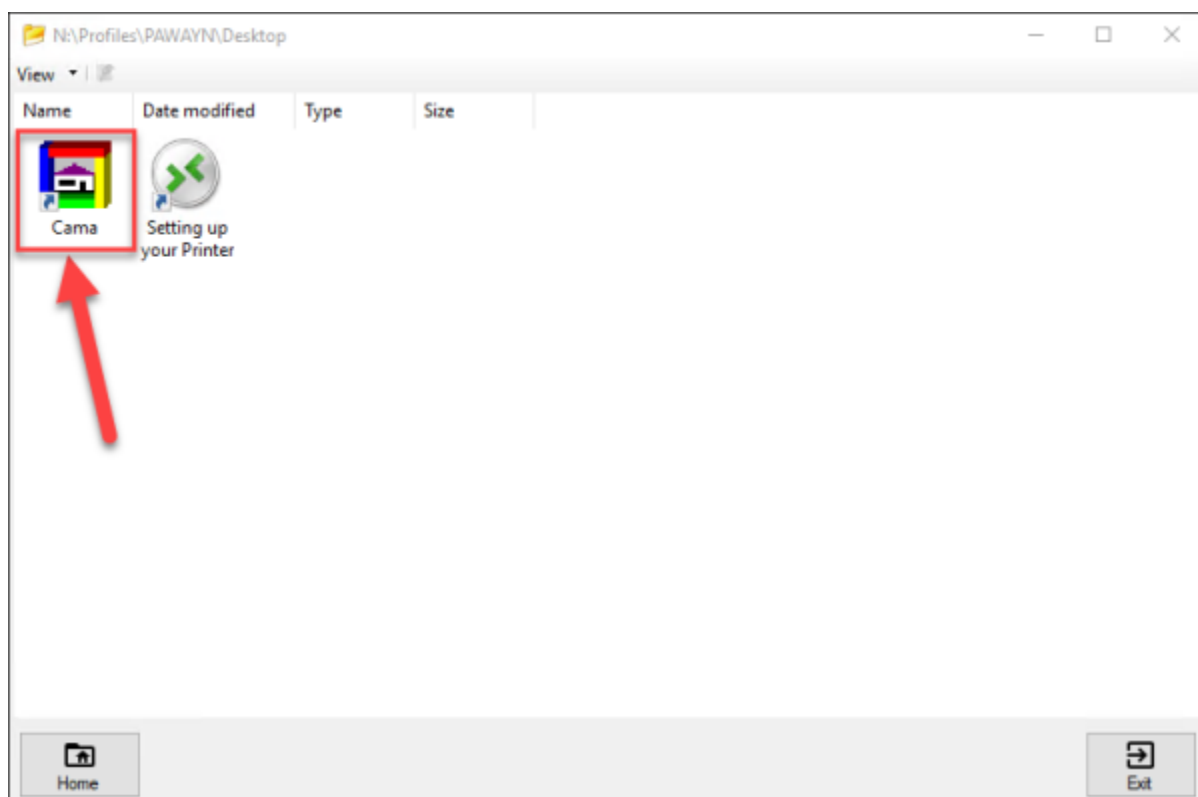 N:\Profiles\PAWAYN\Desktop
View
Name Date modified Type Size
Cama
Setting up
your Printer
Home
Exit